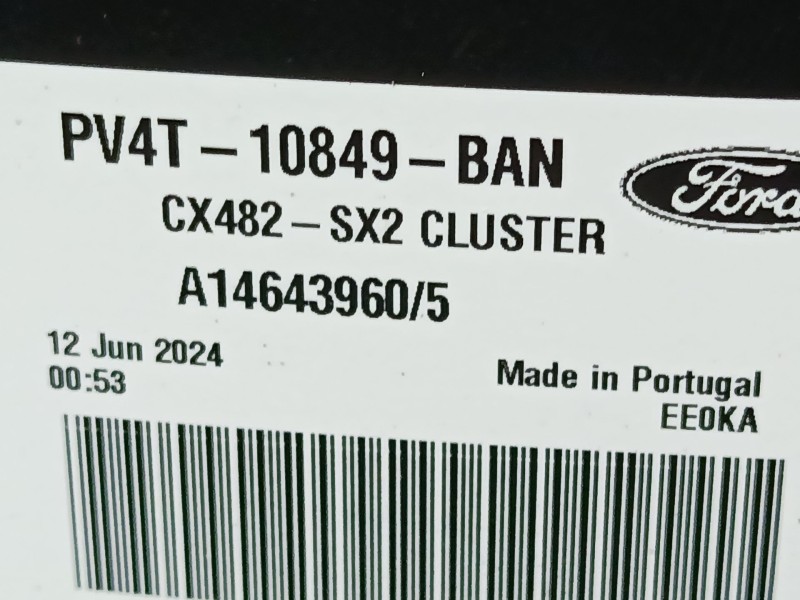 PV4T-10849-BAN
Ford
CX482-SX2 CLUSTER
A14643960/5
12 Jun 2024
00:53
Made in Portugal
EE0KA